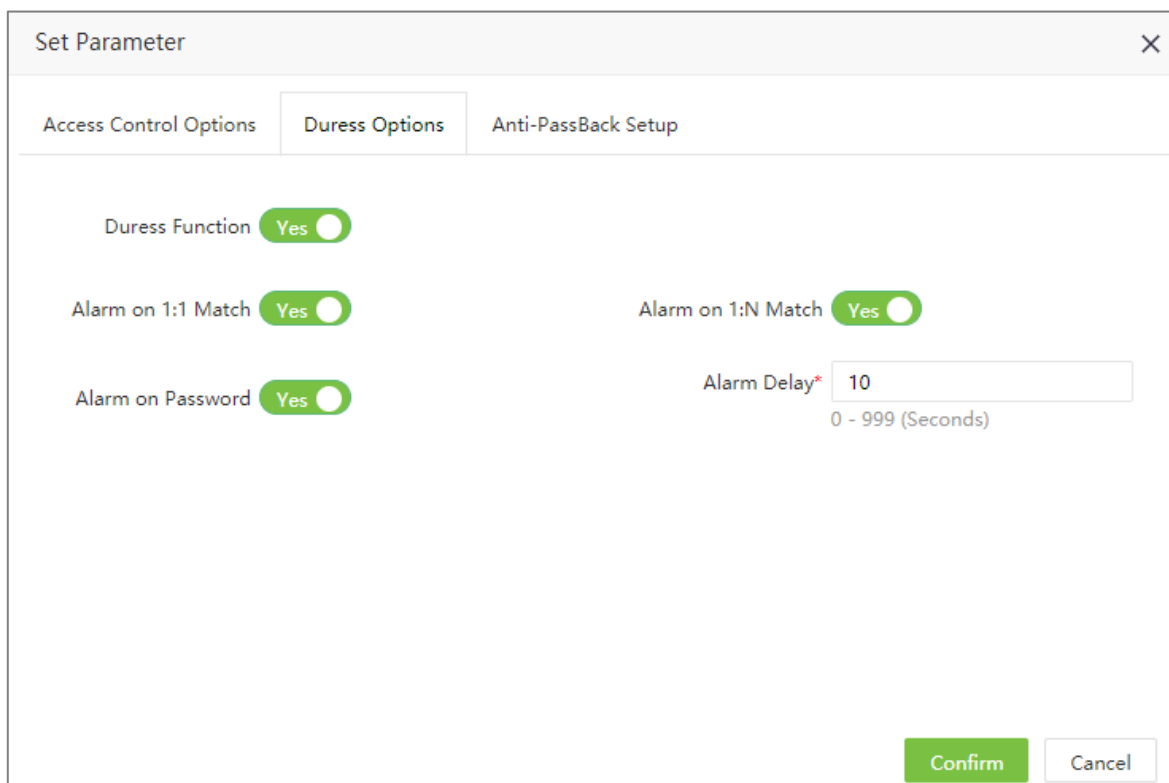 Set Parameter
Access Control Options Duress Options Anti-PassBack Setup
Duress Function Yes
Alarm on 1:1 Match Yes Alarm on 1:N Match Yes
Alarm on Password Yes Alarm Delay* 10
0 - 999 (Seconds)
Confirm Cancel